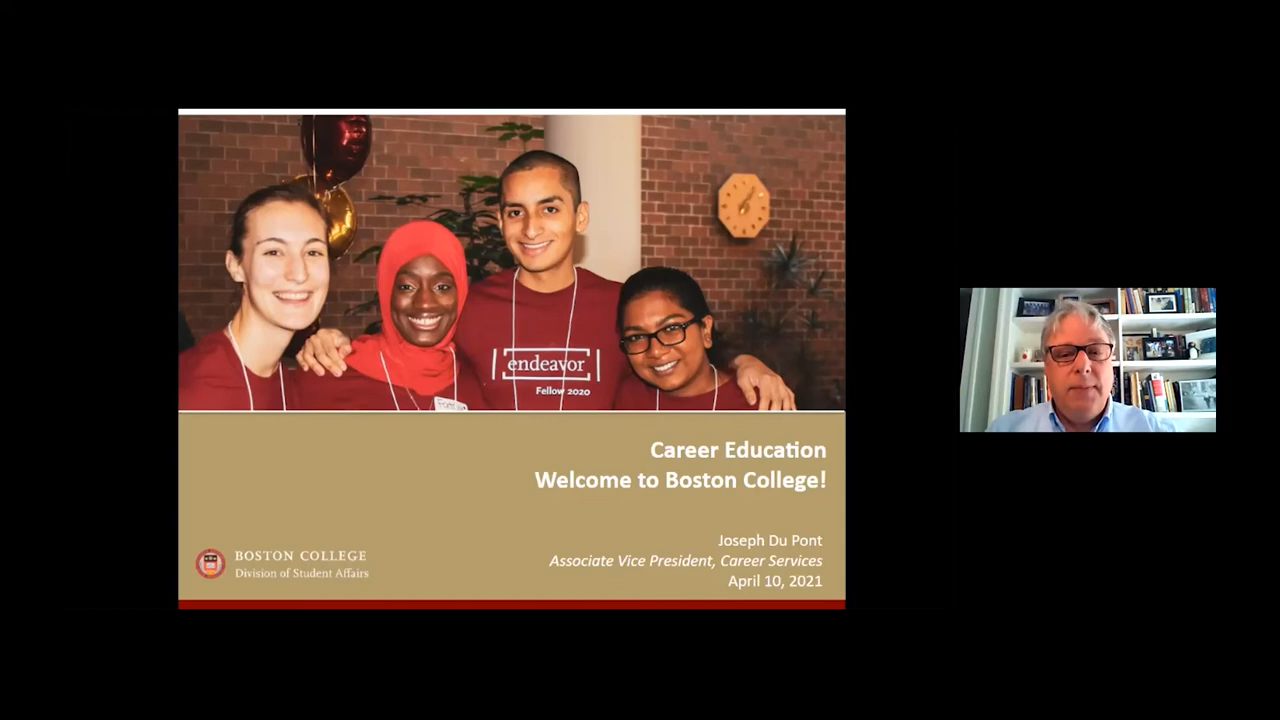 endeavor
Fellow 2020
Career Education
Welcome to Boston College!
Joseph Du Pont
Associate Vice President, Career Services
April 10, 2021
BOSTON COLLEGE
Division of Student Affairs